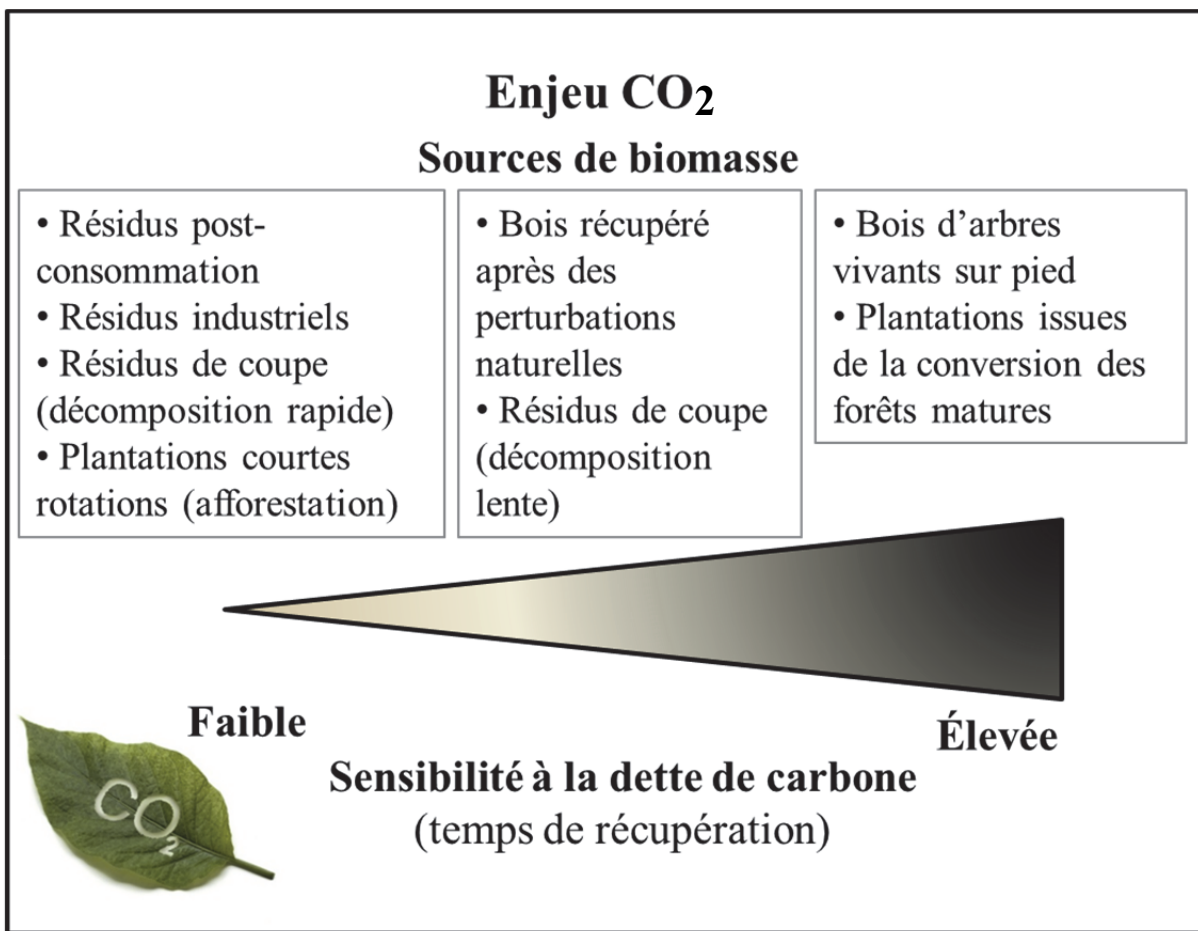 Enjeu CO2
Sources de biomasse
• Résidus post-
consommation
• Résidus industriels
• Résidus de coupe
(décomposition rapide)
• Plantations courtes
rotations (afforestation)
• Bois récupéré
après des
perturbations
naturelles
• Résidus de coupe
(décomposition
lente)
• Bois d’arbres
vivants sur pied
• Plantations issues
de la conversion des
forêts matures
Faible
Élevée
Sensibilité à la dette de carbone
(temps de récupération)
CO2